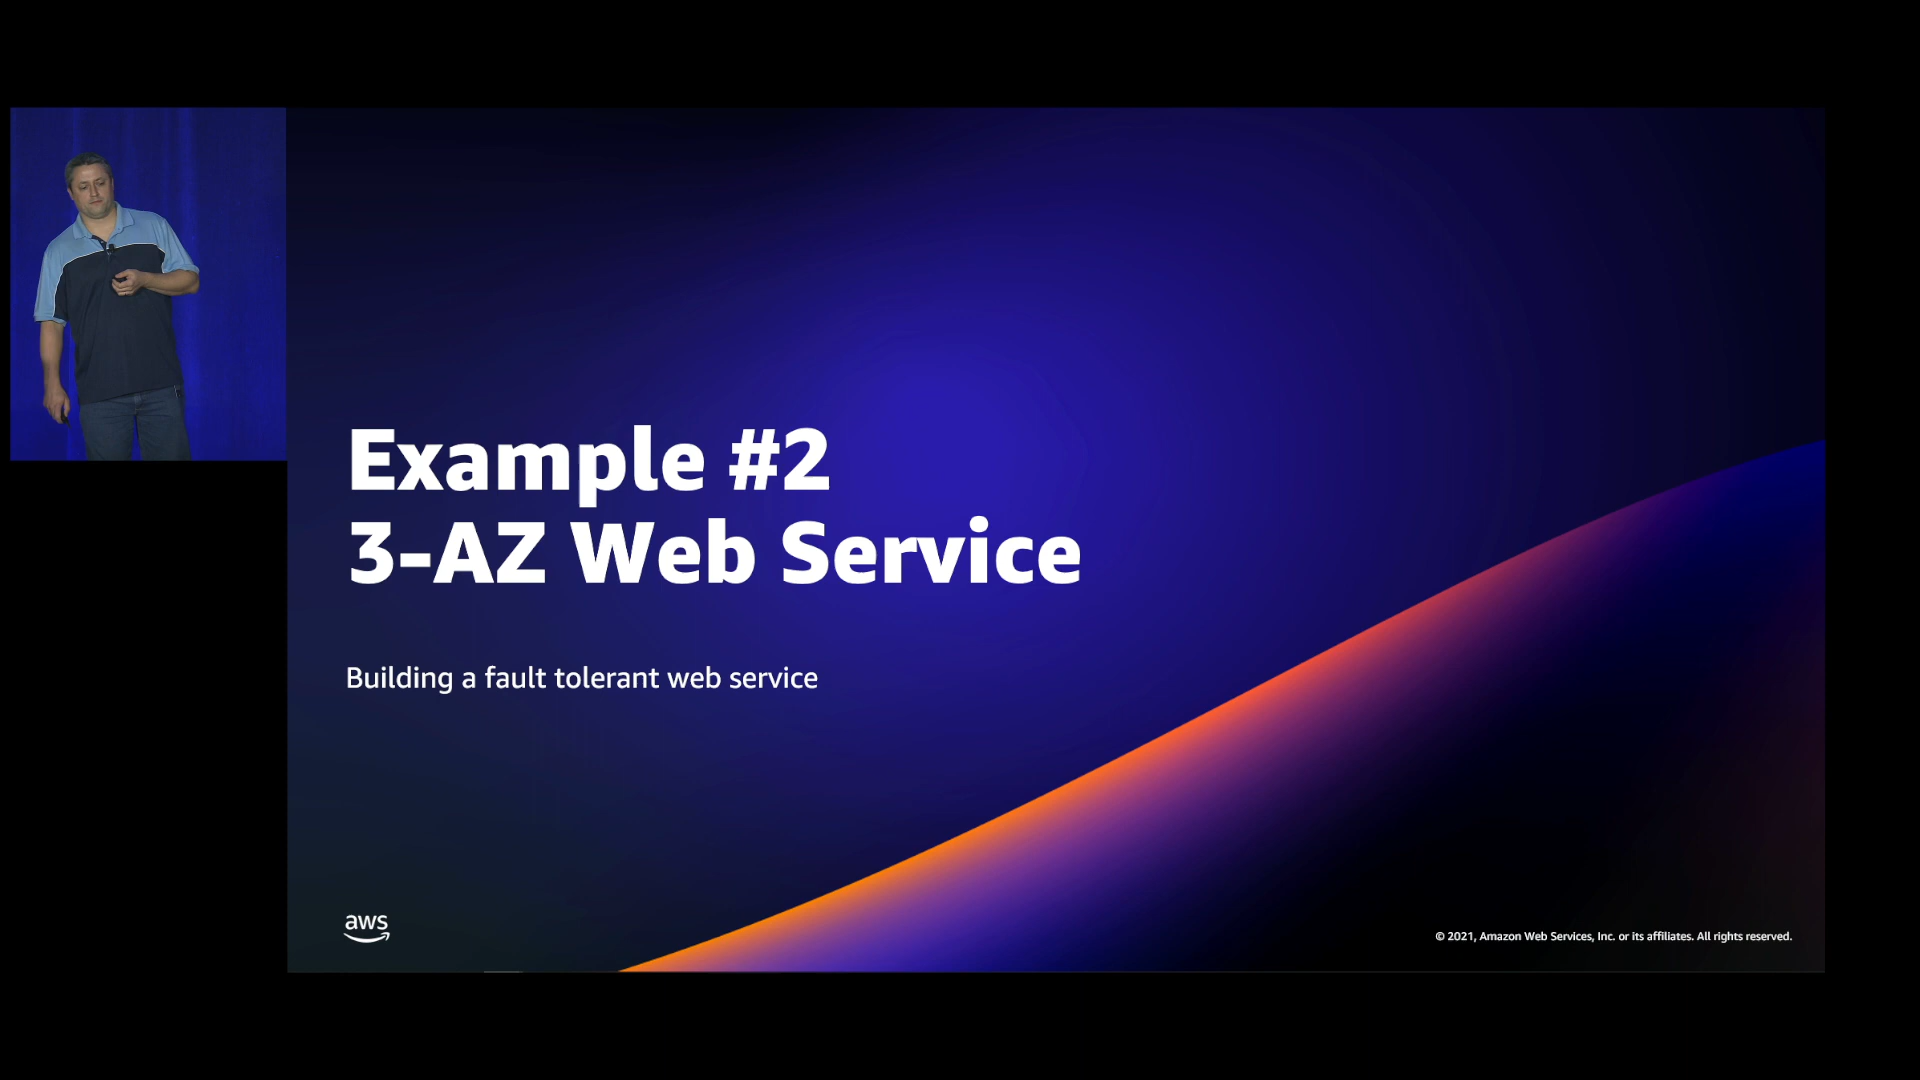 Example #2
3-AZ Web Service
Building a fault tolerant web service
aws
© 2021, Amazon Web Services, Inc. or its affiliates. All rights reserved.